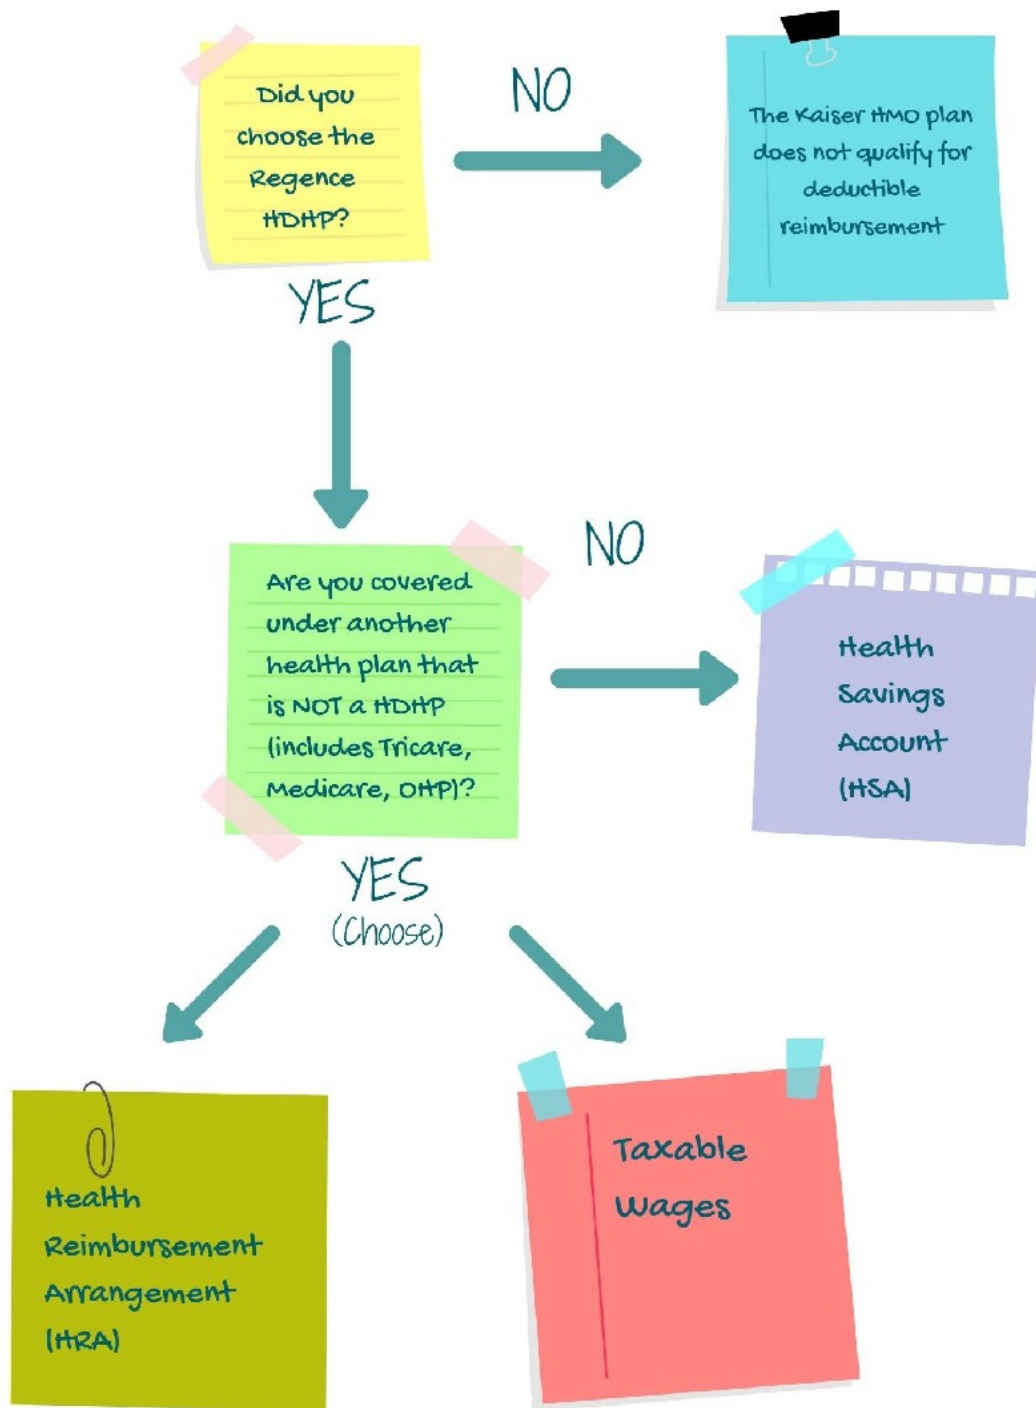 Did you
choose the
Regence
HDHP?
NO
The Kaiser HMO plan
does not qualify for
deductible
reimbursement
YES
Are you covered
under another
health plan that
is NOT a HDHP
(includes Tricare,
Medicare, OHP)?
NO
Health
Savings
Account
(HSA)
YES
(Choose)
Health
Reimbursement
Arrangement
(HRA)
Taxable
Wages